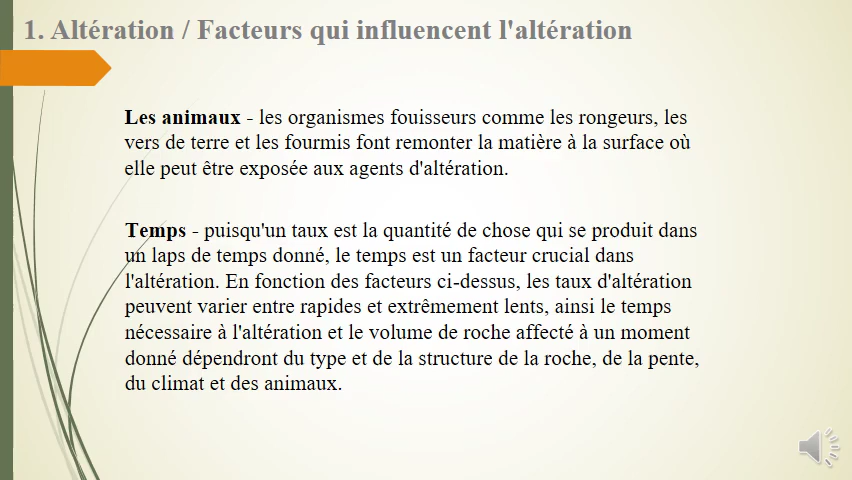 1. Altération / Facteurs qui influencent l'altération
Les animaux - les organismes fouisseurs comme les rongeurs, les
vers de terre et les fourmis font remonter la matière à la surface où
elle peut être exposée aux agents d'altération.
Temps - puisqu'un taux est la quantité de chose qui se produit dans
un laps de temps donné, le temps est un facteur crucial dans
l'altération. En fonction des facteurs ci-dessus, les taux d'altération
peuvent varier entre rapides et extrêmement lents, ainsi le temps
nécessaire à l'altération et le volume de roche affecté à un moment
donné dépendront du type et de la structure de la roche, de la pente,
du climat et des animaux.